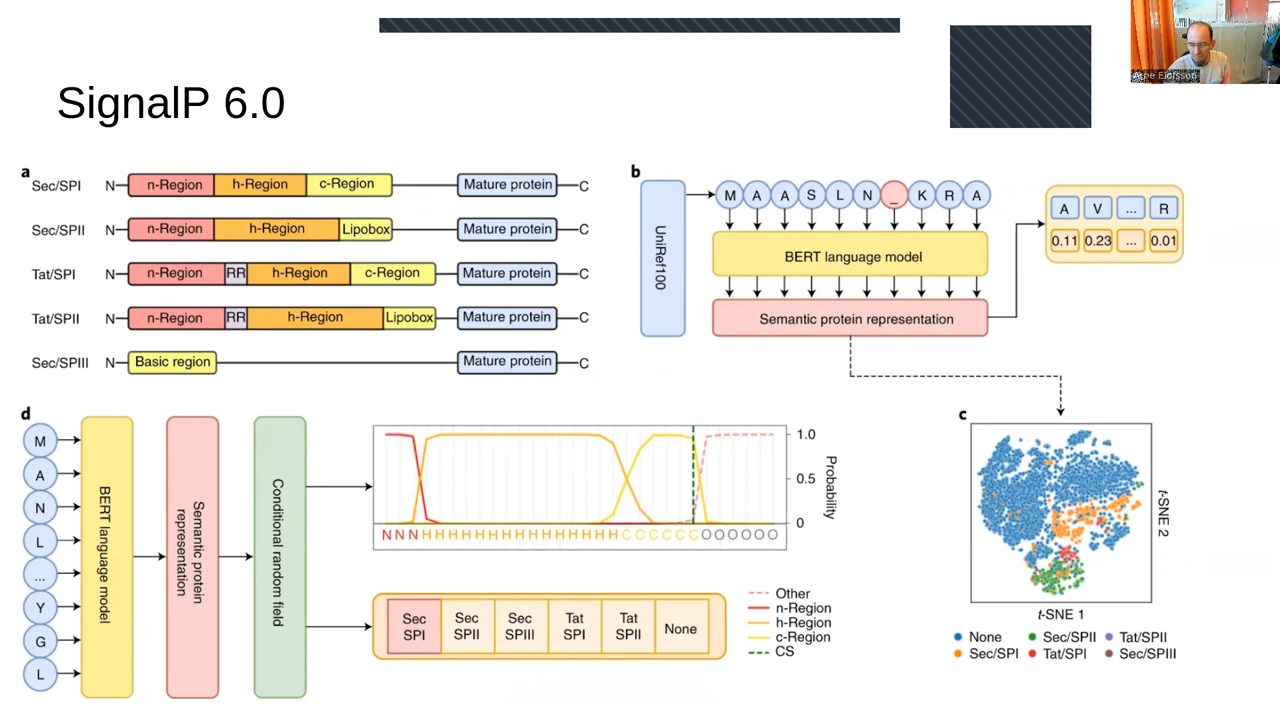 Arne Elofsson
SignalP 6.0
a
Sec/SPI N n-Region h-Region c-Region Mature protein C
Sec/SPII N n-Region h-Region Lipobox Mature protein C
Tat/SPI N n-Region RR h-Region c-Region Mature protein C
Tat/SPII N n-Region RR h-Region Lipobox Mature protein C
Sec/SPIII N Basic region Mature protein C
b
UniRef100
M A A S L N _ K R A
BERT language model
Semantic protein representation
A V ... R
0.11 0.23 ... 0.01
c
t-SNE 2
t-SNE 1
None Sec/SPII Tat/SPII
Sec/SPI Tat/SPI Sec/SPIII
d
M
A
N
L
...
Y
G
L
BERT language model
Semantic protein
representation
Conditional random field
1.0
0.5
0
Probability
NNNHHHHHHHHHHHHHHHCCCCCCOOOOOO
Sec
SPI
Sec
SPII
Sec
SPIII
Tat
SPI
Tat
SPII
None
Other
n-Region
h-Region
c-Region
CS